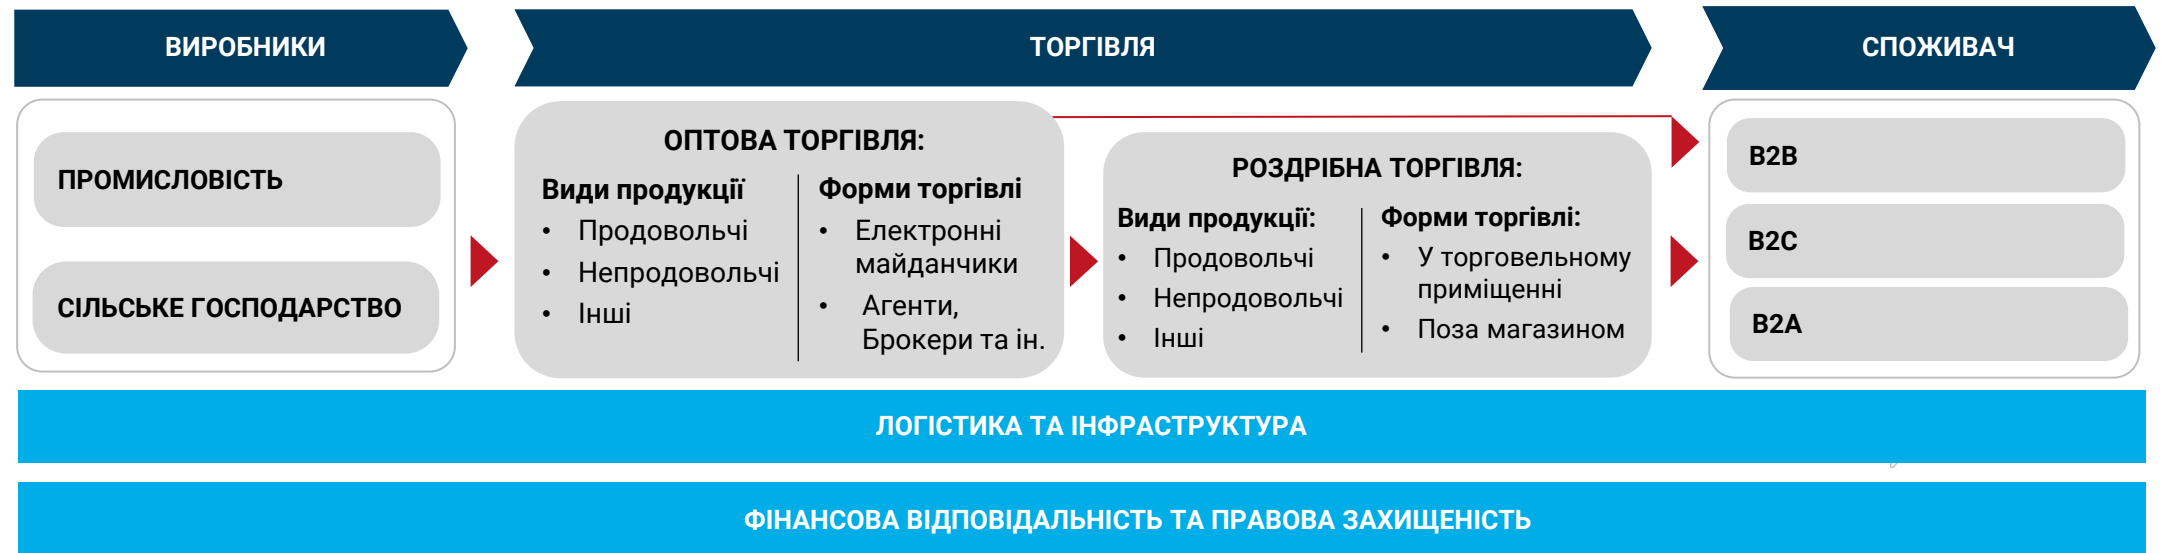 ВИРОБНИКИ
ТОРГІВЛЯ
СПОЖИВАЧ
ПРОМИСЛОВІСТЬ
СІЛЬСЬКЕ ГОСПОДАРСТВО
ОПТОВА ТОРГІВЛЯ:
Види продукції
• Продовольчі
• Непродовольчі
• Інші
Форми торгівлі
• Електронні
майданчики
• Агенти,
Брокери та ін.
РОЗДРІБНА ТОРГІВЛЯ:
Види продукції:
• Продовольчі
• Непродовольчі
• Інші
Форми торгівлі:
• У торговельному
приміщенні
• Поза магазином
B2B
B2C
B2A
ЛОГІСТИКА ТА ІНФРАСТРУКТУРА
ФІНАНСОВА ВІДПОВІДАЛЬНІСТЬ ТА ПРАВОВА ЗАХИЩЕНІСТЬ